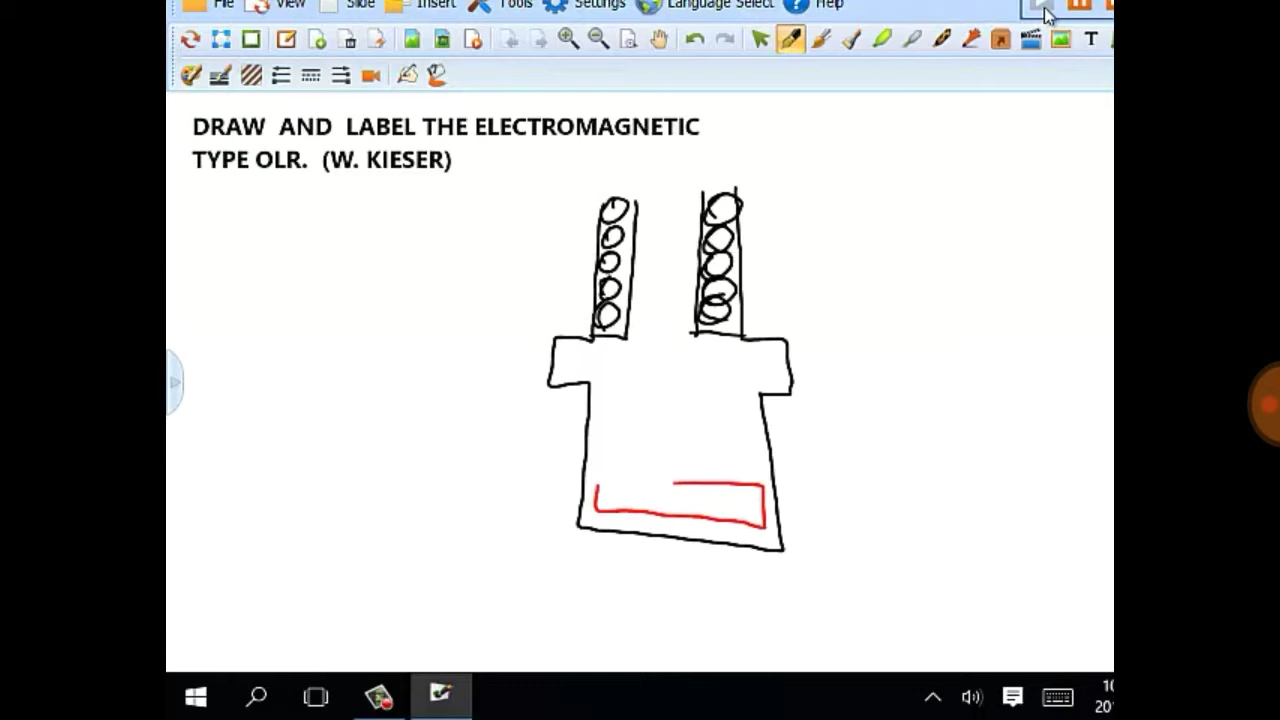 File View Slide Insert Tools Settings Language Select Help
T
DRAW AND LABEL THE ELECTROMAGNETIC
TYPE OLR. (W. KIESER)